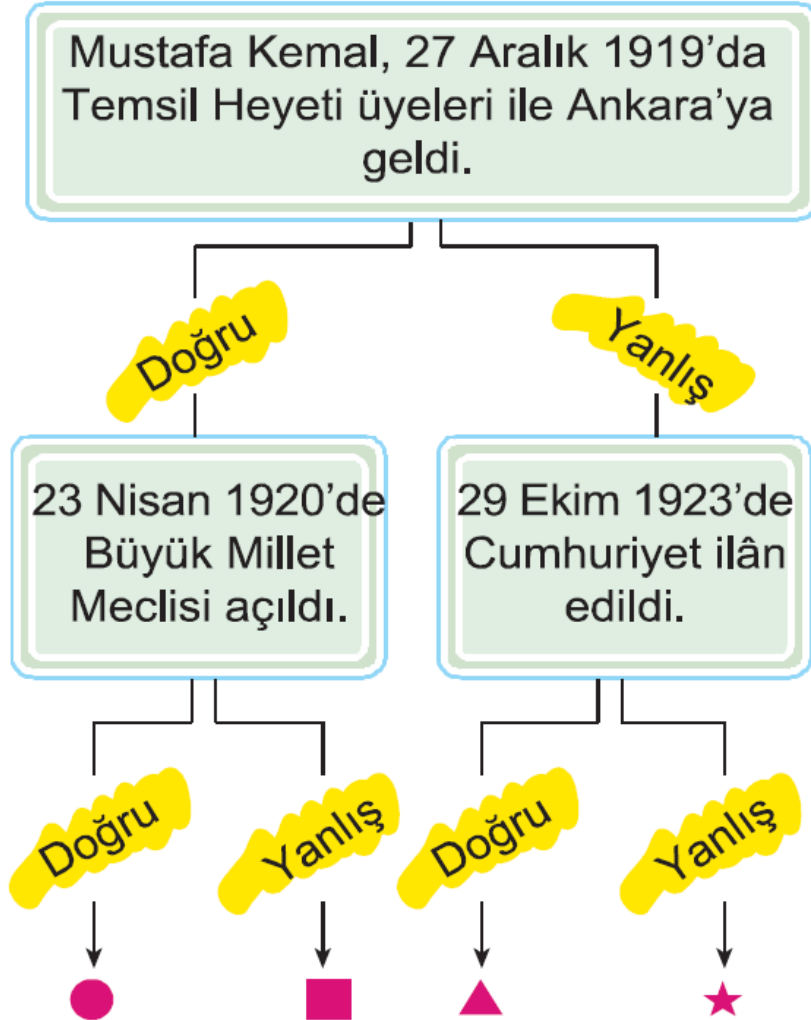 Mustafa Kemal, 27 Aralık 1919’da
Temsil Heyeti üyeleri ile Ankara’ya
geldi.
Doğru
Yanlış
23 Nisan 1920’de
Büyük Millet
Meclisi açıldı.
29 Ekim 1923’de
Cumhuriyet ilân
edildi.
Doğru
Yanlış
Doğru
Yanlış